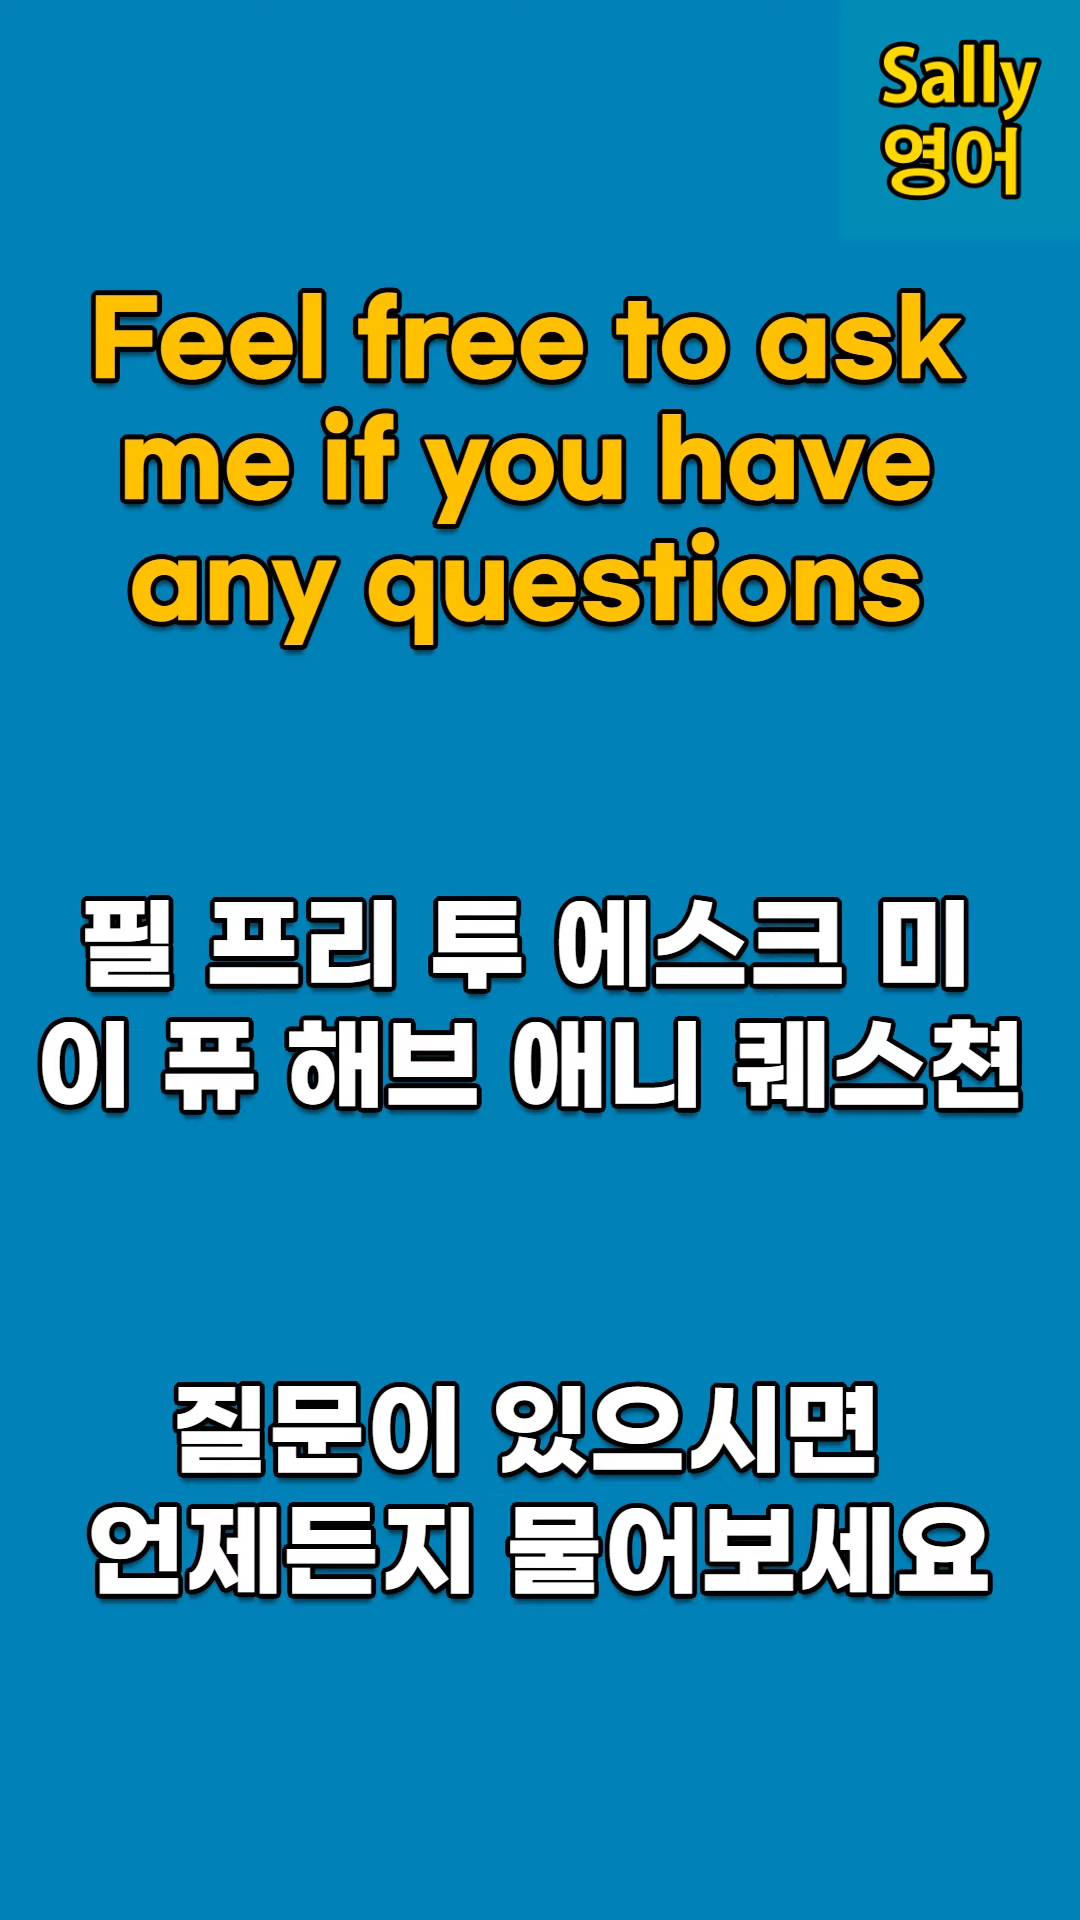 Sally
영어
Feel free to ask
me if you have
any questions
필 프리 투 에스크 미
이 퓨 해브 애니 퀘스쳔
질문이 있으시면
언제든지 물어보세요